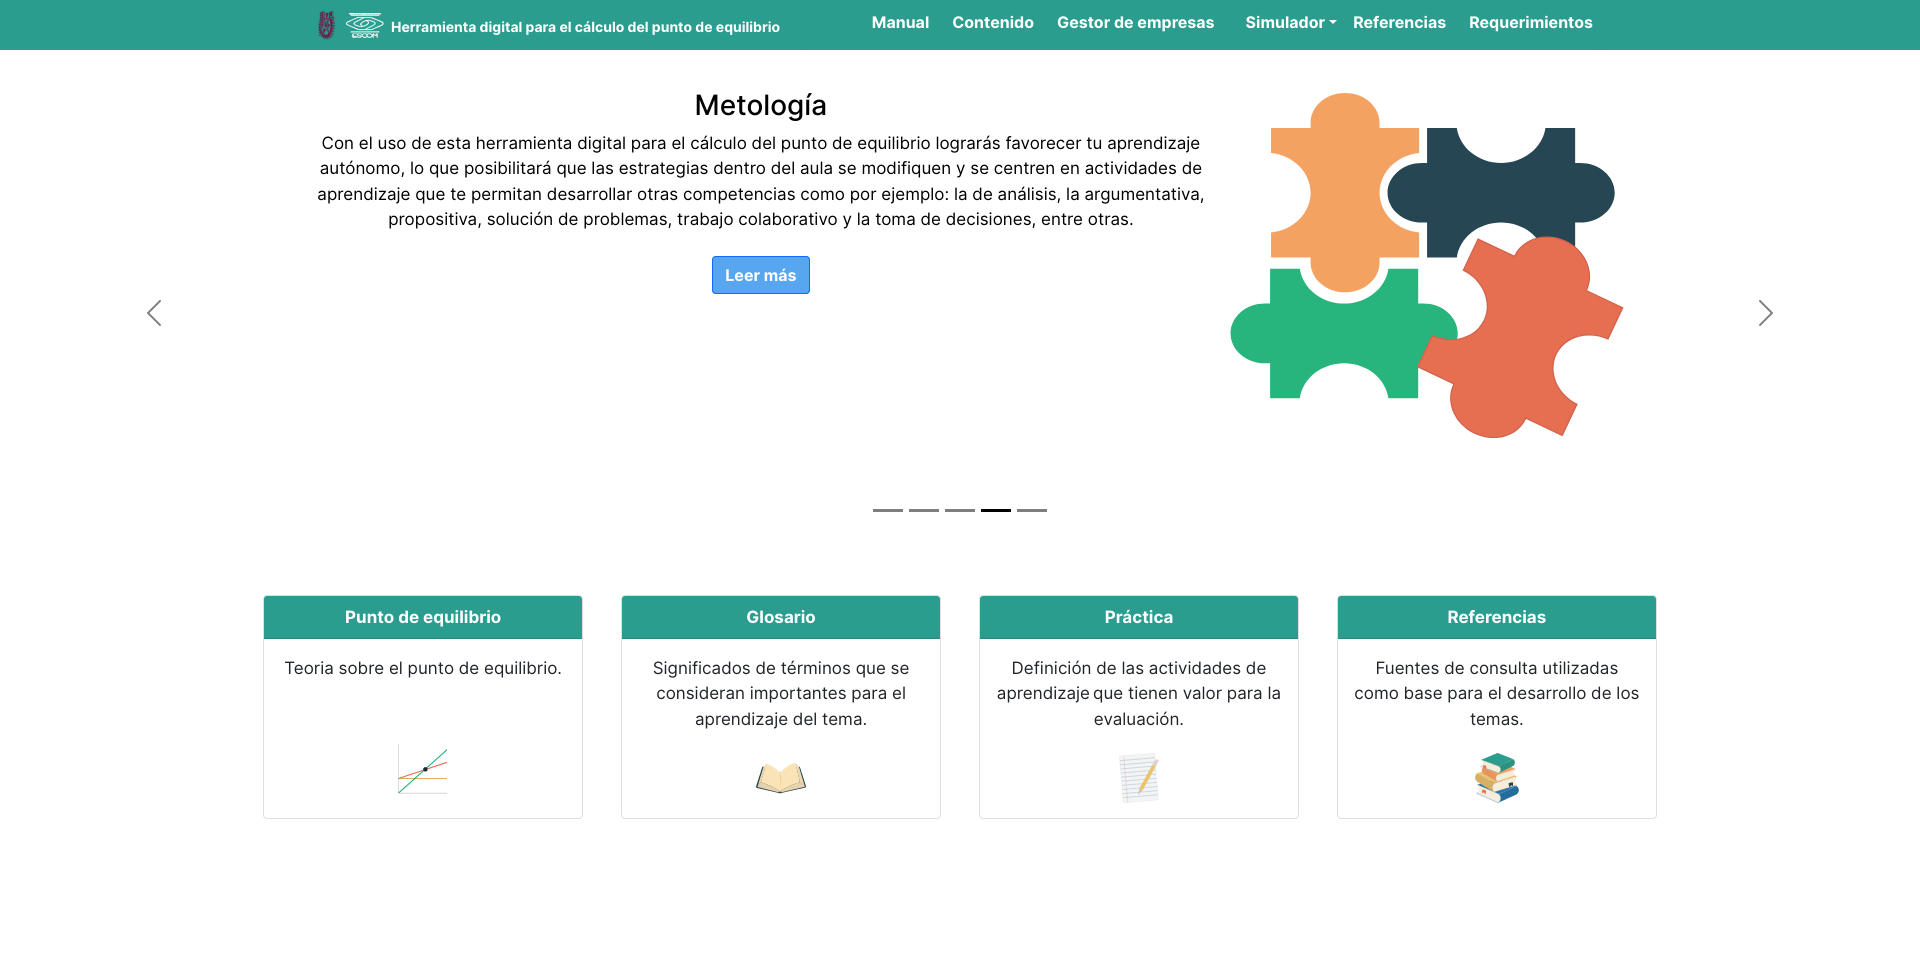 ESCOM
Herramienta digital para el cálculo del punto de equilibrio
Manual
Contenido
Gestor de empresas
Simulador
Referencias
Requerimientos
Metología
Con el uso de esta herramienta digital para el cálculo del punto de equilibrio lograrás favorecer tu aprendizaje
autónomo, lo que posibilitará que las estrategias dentro del aula se modifiquen y se centren en actividades de
aprendizaje que te permitan desarrollar otras competencias como por ejemplo: la de análisis, la argumentativa,
propositiva, solución de problemas, trabajo colaborativo y la toma de decisiones, entre otras.
Leer más
Punto de equilibrio
Teoria sobre el punto de equilibrio.
Glosario
Significados de términos que se
consideran importantes para el
aprendizaje del tema.
Práctica
Definición de las actividades de
aprendizaje que tienen valor para la
evaluación.
Referencias
Fuentes de consulta utilizadas
como base para el desarrollo de los
temas.